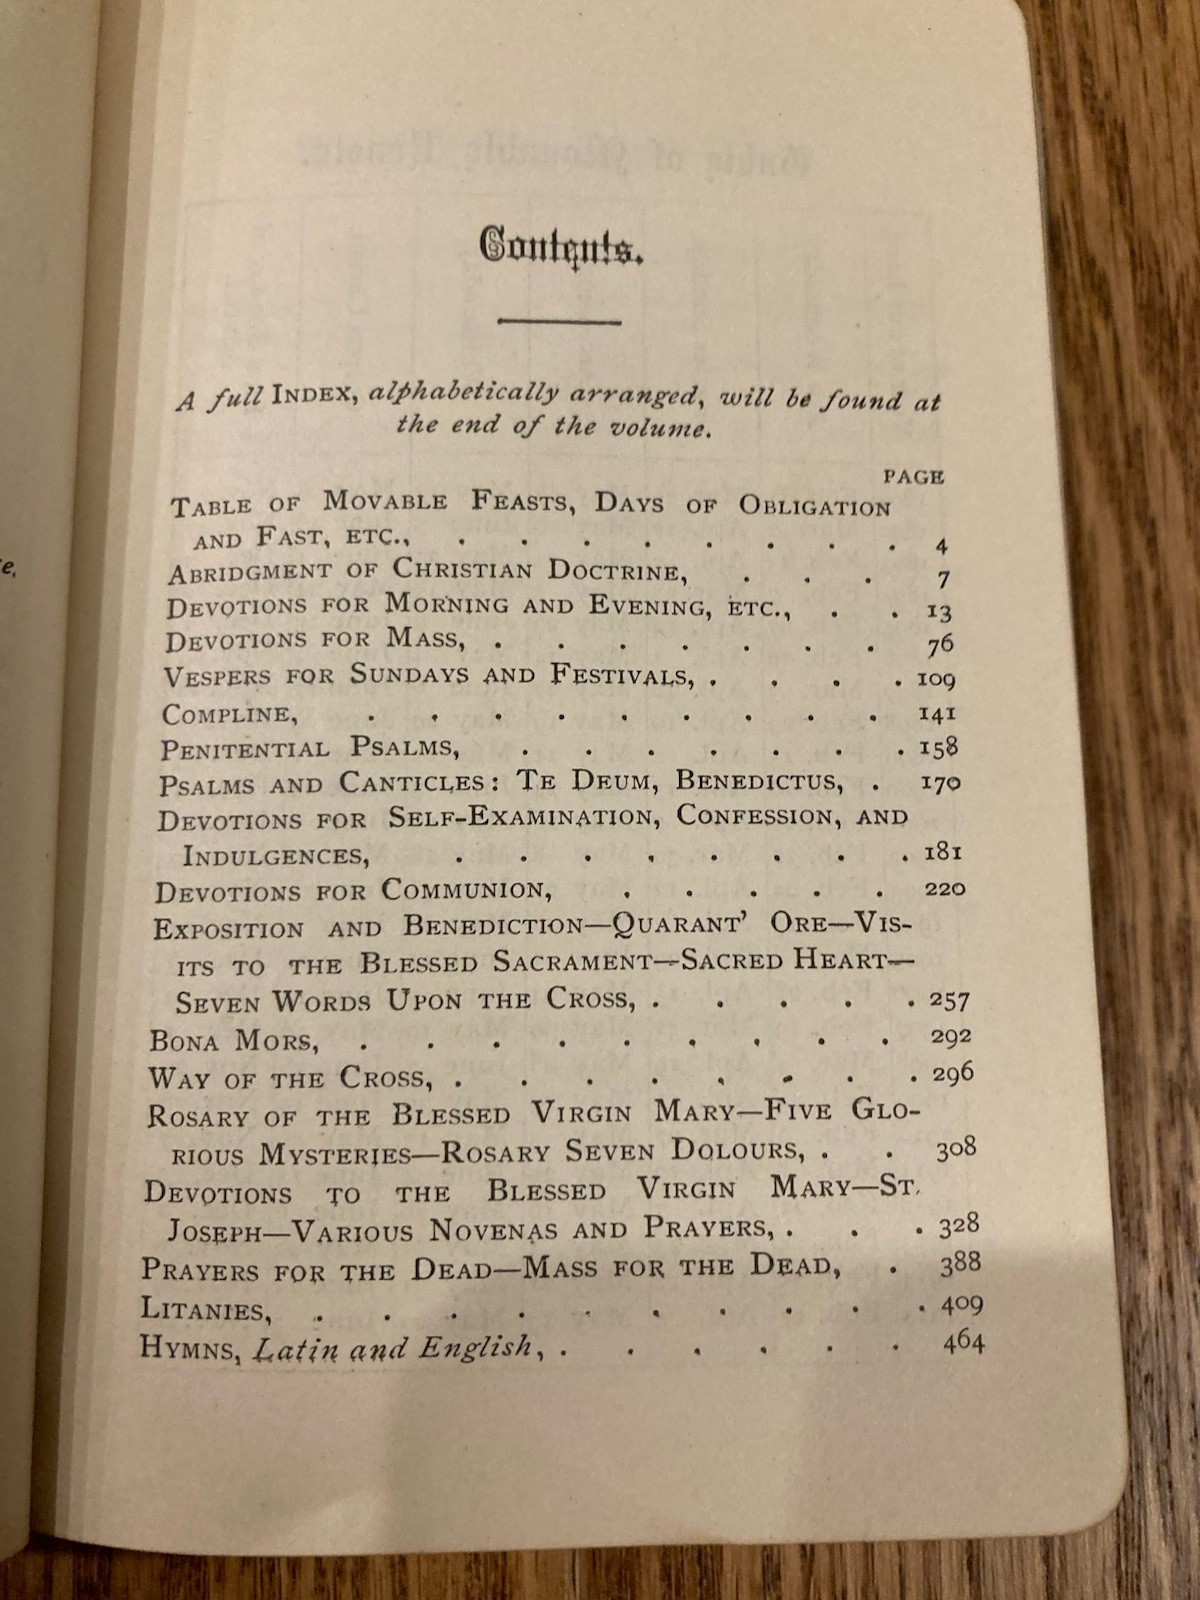 Contents.
A full INDEX, alphabetically arranged, will be found at
the end of the volume.
PAGE
TABLE OF MOVABLE FEASTS, DAYS OF OBLIGATION
AND FAST, ETC., . . . . . . . . 4
ABRIDGMENT OF CHRISTIAN DOCTRINE, . . . 7
DEVOTIONS FOR MORNING AND EVENING, ETC., . . 13
DEVOTIONS FOR MASS, . . . . . . . 76
VESPERS FOR SUNDAYS AND FESTIVALS, . . . . 109
COMPLINE, . . . . . . . . . 141
PENITENTIAL PSALMS, . . . . . . . 158
PSALMS AND CANTICLES: TE DEUM, BENEDICTUS, . 170
DEVOTIONS FOR SELF-EXAMINATION, CONFESSION, AND
INDULGENCES, . . . . . . . . 181
DEVOTIONS FOR COMMUNION, . . . . . 220
EXPOSITION AND BENEDICTION—QUARANT' ORE—VIS-
ITS TO THE BLESSED SACRAMENT—SACRED HEART—
SEVEN WORDS UPON THE CROSS, . . . . . 257
BONA MORS, . . . . . . . . . 292
WAY OF THE CROSS, . . . . . . . . 296
ROSARY OF THE BLESSED VIRGIN MARY—FIVE GLO-
RIOUS MYSTERIES—ROSARY SEVEN DOLOURS, . . 308
DEVOTIONS TO THE BLESSED VIRGIN MARY—ST.
JOSEPH—VARIOUS NOVENAS AND PRAYERS, . . . 328
PRAYERS FOR THE DEAD—MASS FOR THE DEAD, . 388
LITANIES, . . . . . . . . . . 409
HYMNS, Latin and English, . . . . . . 464